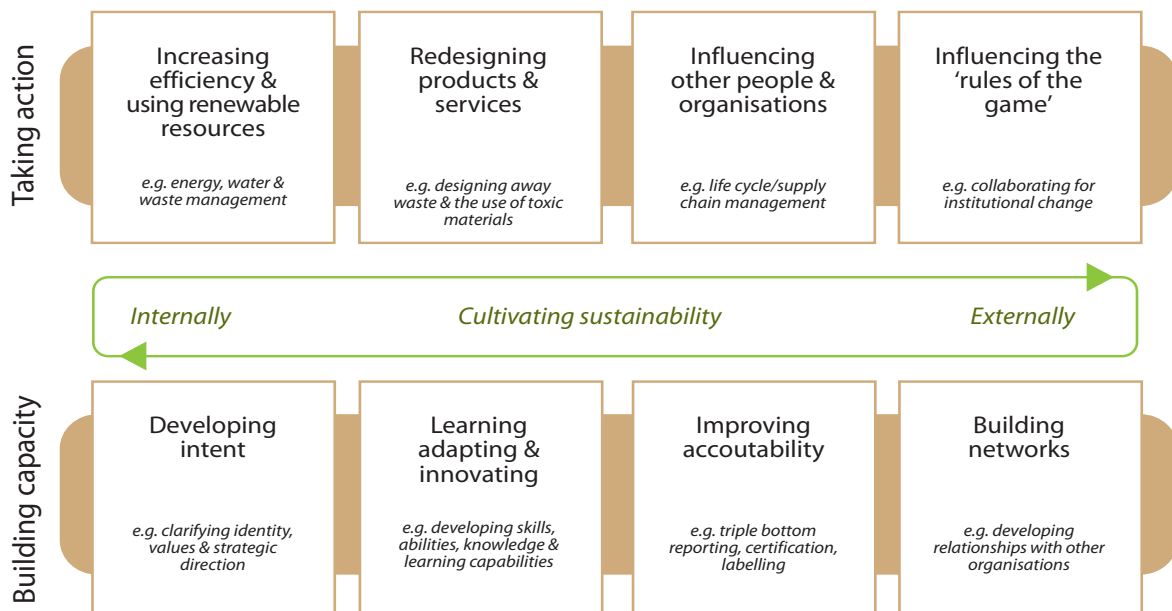 Taking action
Increasing
efficiency &
using renewable
resources
e.g. energy, water &
waste management
Redesigning
products &
services
e.g. designing away
waste & the use of toxic
materials
Influencing
other people &
organisations
e.g. life cycle/supply
chain management
Influencing the
‘rules of the
game’
e.g. collaborating for
institutional change
Internally
Cultivating sustainability
Externally
Building capacity
Developing
intent
e.g. clarifying identity,
values & strategic
direction
Learning
adapting &
innovating
e.g. developing skills,
abilities, knowledge &
learning capabilities
Improving
accoutability
e.g. triple bottom
reporting, certification,
labelling
Building
networks
e.g. developing
relationships with other
organisations